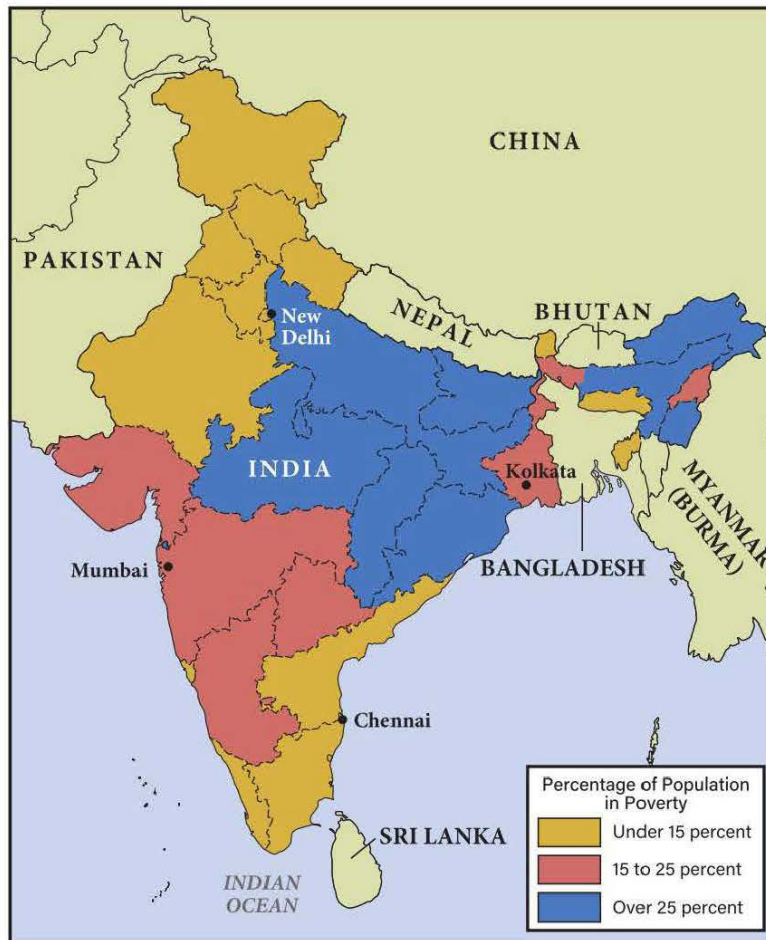 CHINA
PAKISTAN
NEPAL
BHUTAN
New
Delhi
INDIA
Kolkata
MYANMAR
(BURMA)
BANGLADESH
Mumbai
Chennai
SRI LANKA
INDIAN
OCEAN
Percentage of Population
in Poverty
Under 15 percent
15 to 25 percent
Over 25 percent